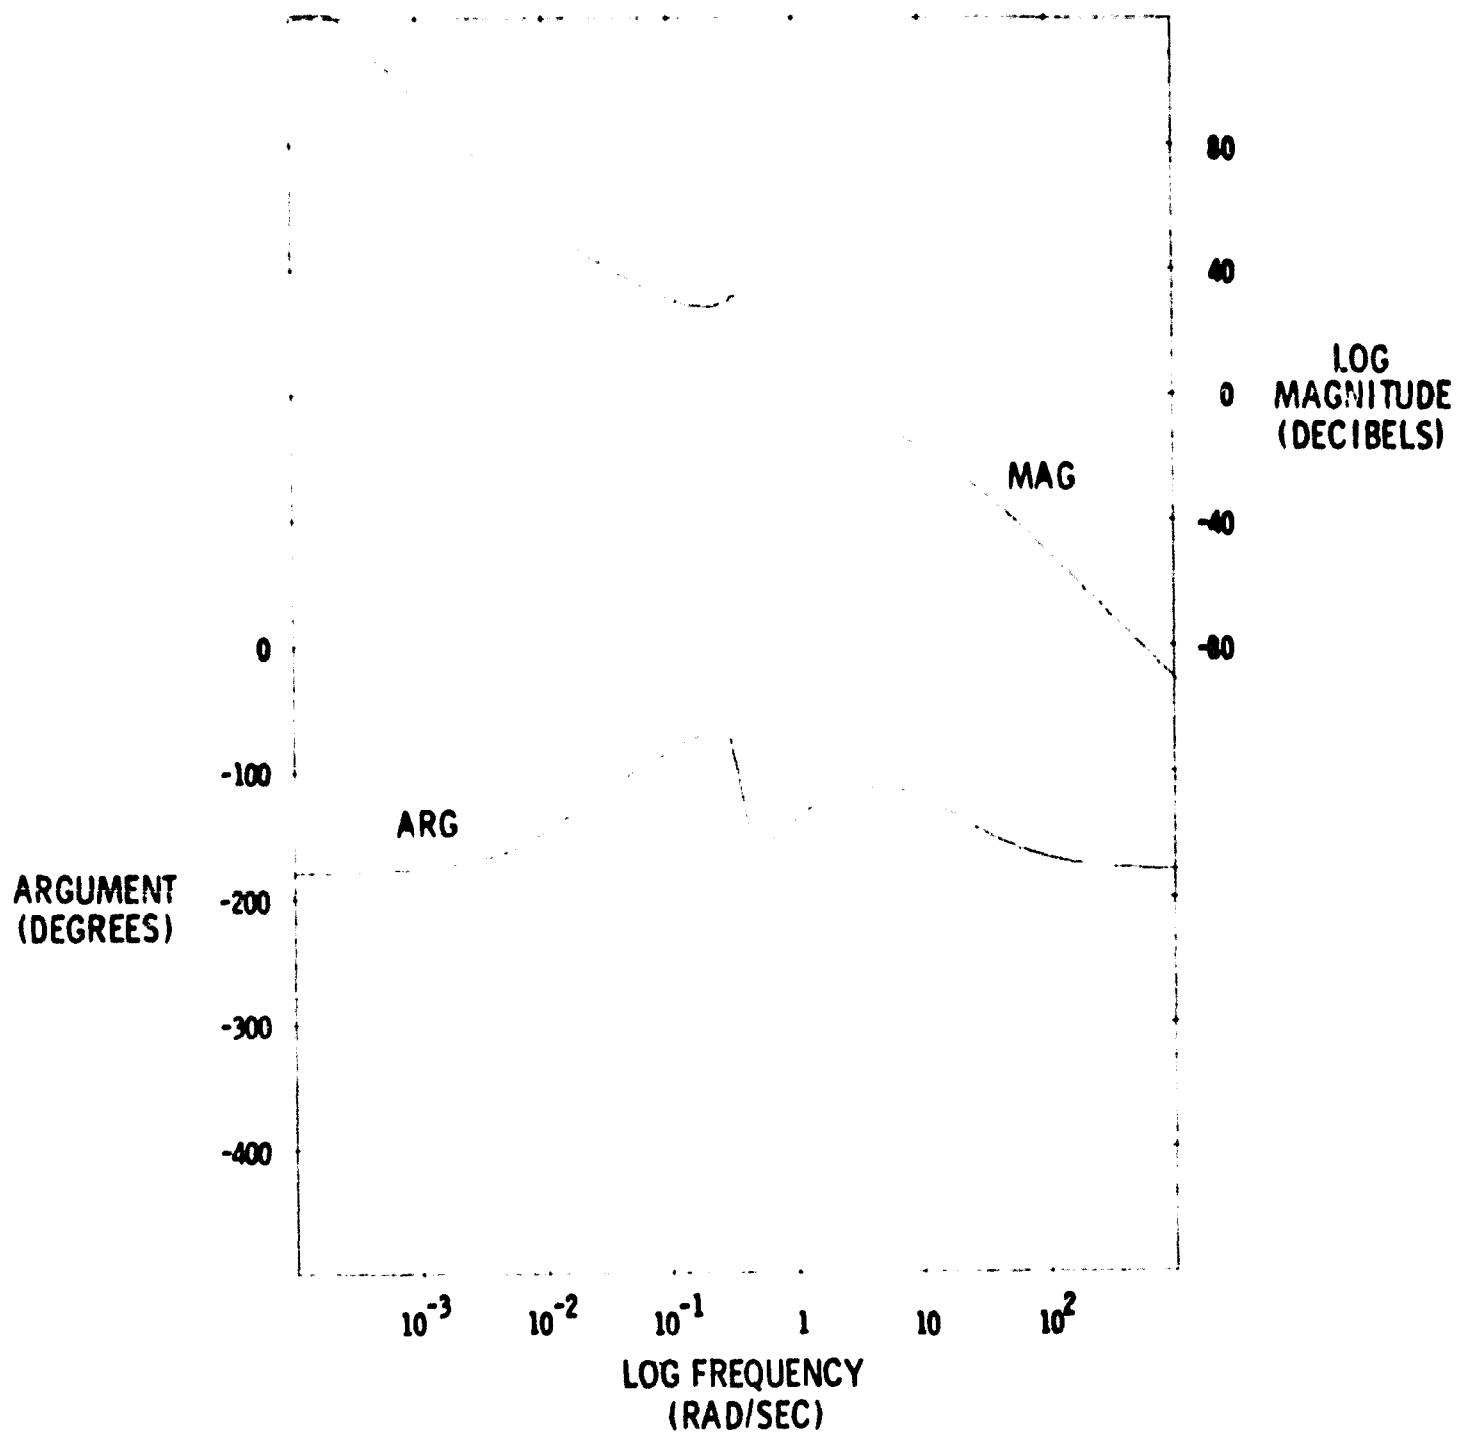 80
40
LOG
MAGNITUDE
(DECIBELS)
0
MAG
-40
0
-80
-100
ARG
ARGUMENT
(DEGREES)
-200
-300
-400
10^-3 10^-2 10^-1 1 10 10^2
LOG FREQUENCY
(RAD/SEC)